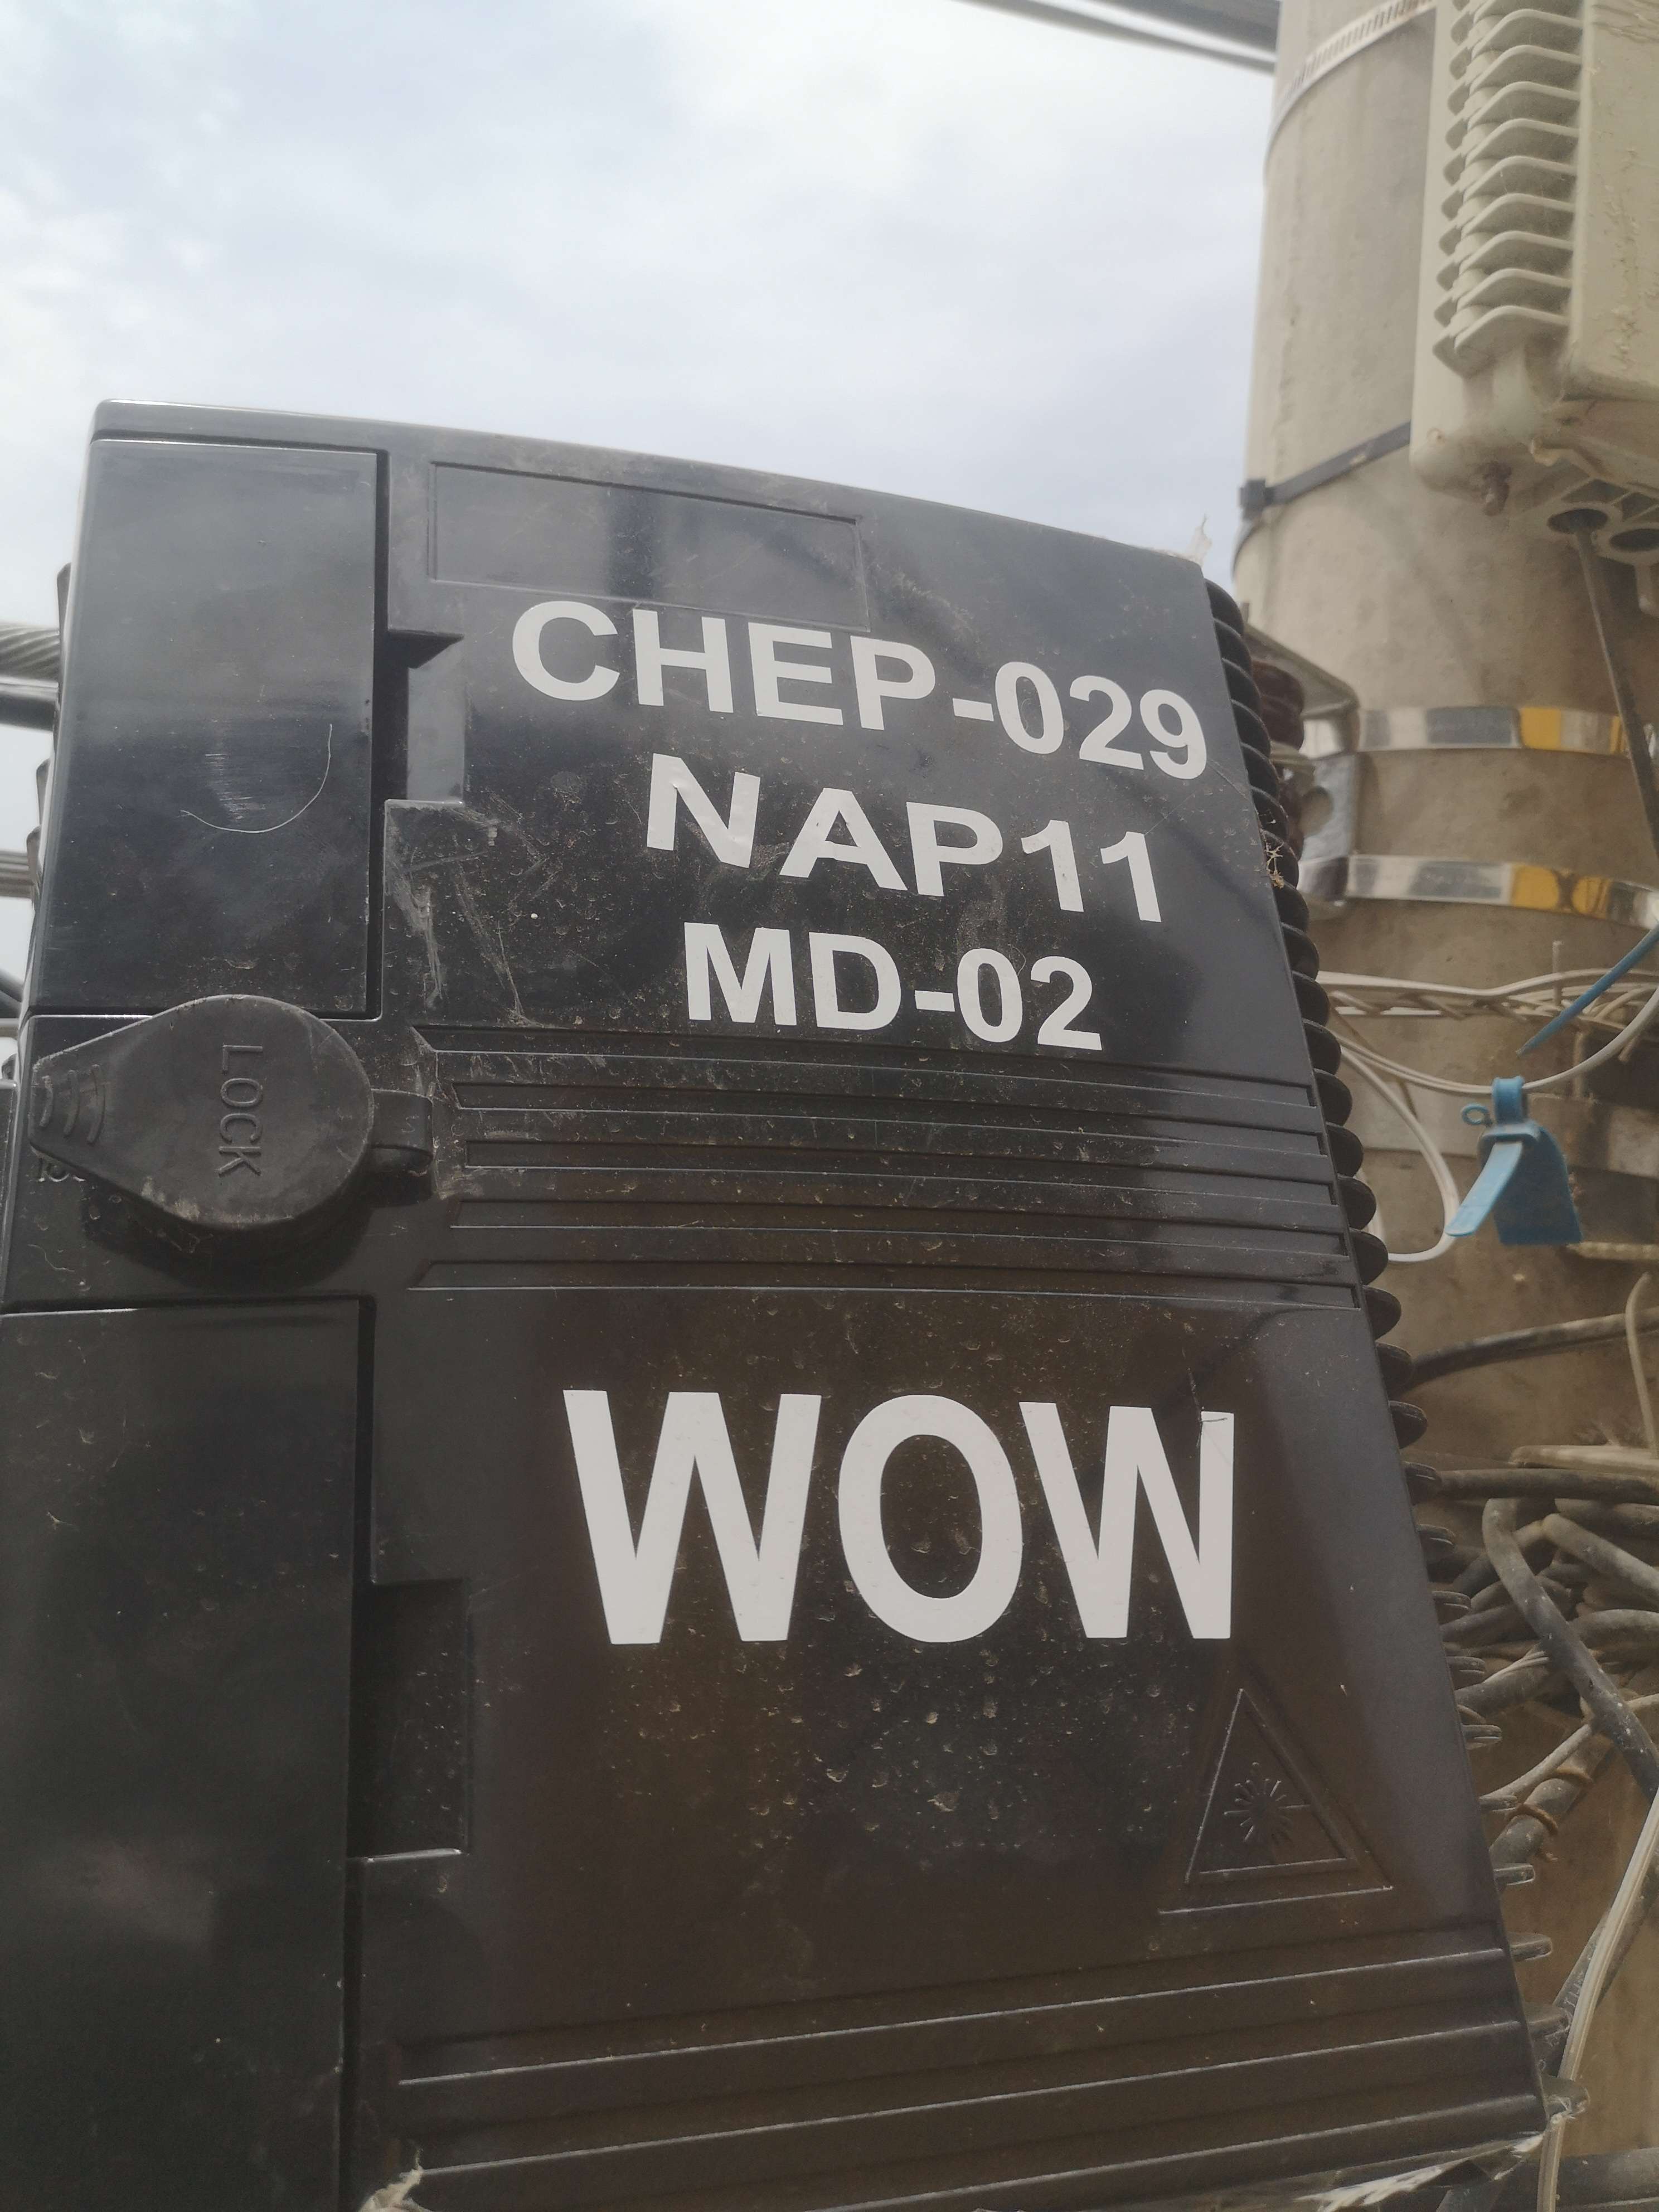 CHEP-029
NAP11
MD-02
LOCK
WOW